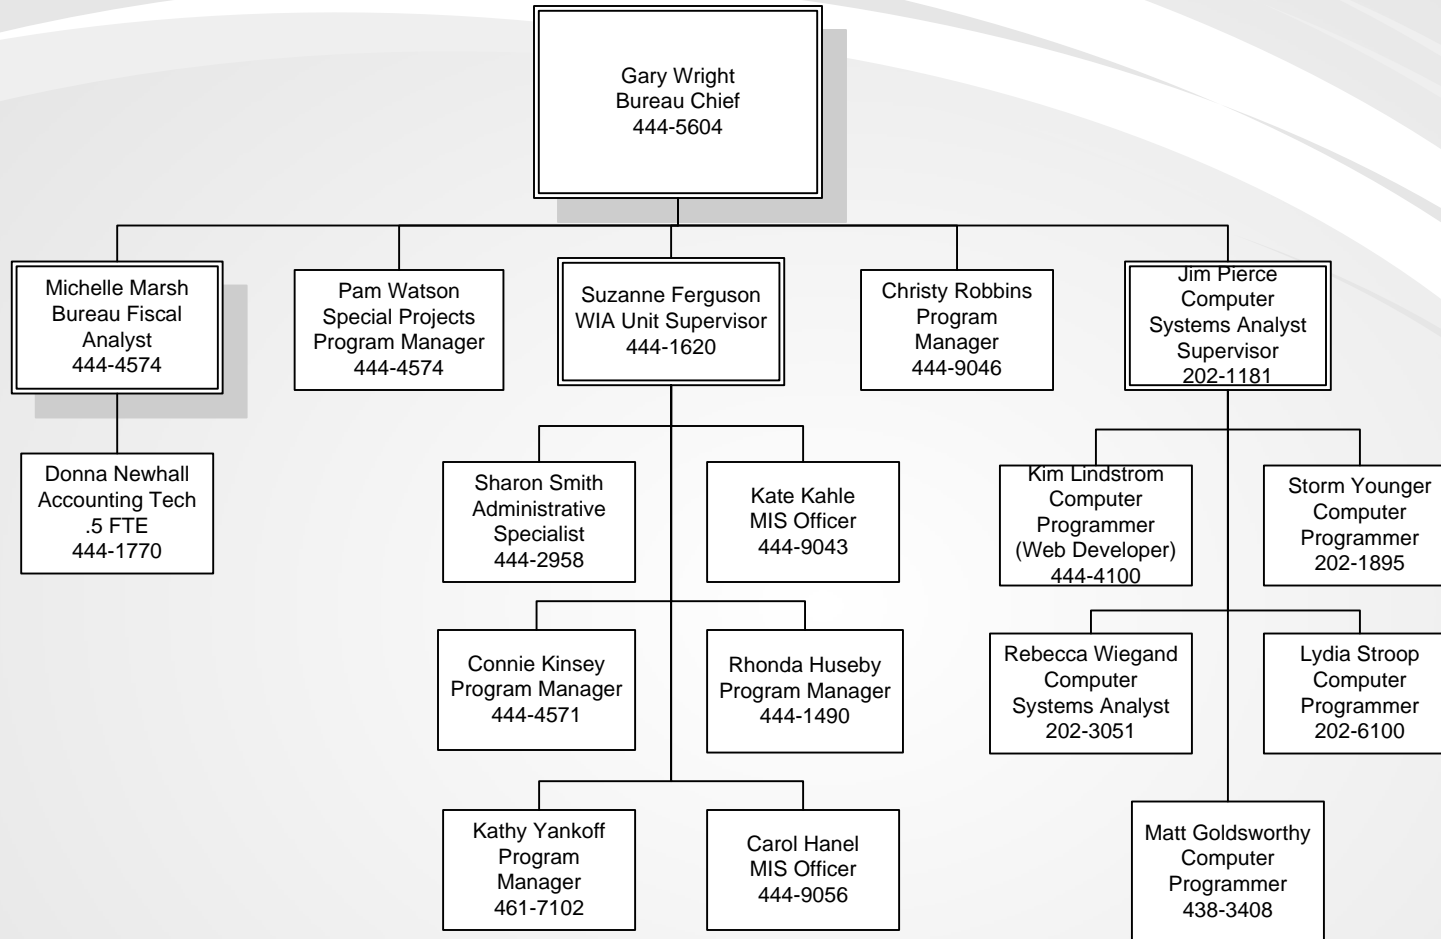 Gary Wright
Bureau Chief
444-5604
Michelle Marsh
Bureau Fiscal
Analyst
444-4574
Pam Watson
Special Projects
Program Manager
444-4574
Suzanne Ferguson
WIA Unit Supervisor
444-1620
Christy Robbins
Program
Manager
444-9046
Jim Pierce
Computer
Systems Analyst
Supervisor
202-1181
Donna Newhall
Accounting Tech
.5 FTE
444-1770
Sharon Smith
Administrative
Specialist
444-2958
Kate Kahle
MIS Officer
444-9043
Kim Lindstrom
Computer
Programmer
(Web Developer)
444-4100
Storm Younger
Computer
Programmer
202-1895
Connie Kinsey
Program Manager
444-4571
Rhonda Huseby
Program Manager
444-1490
Rebecca Wiegand
Computer
Systems Analyst
202-3051
Lydia Stroop
Computer
Programmer
202-6100
Kathy Yankoff
Program
Manager
461-7102
Carol Hanel
MIS Officer
444-9056
Matt Goldsworthy
Computer
Programmer
438-3408